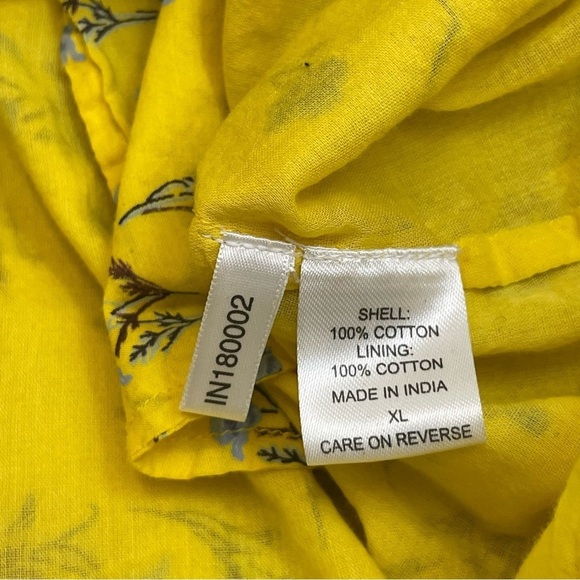 IN180002
SHELL:
100% COTTON
LINING:
100% COTTON
MADE IN INDIA
XL
CARE ON REVERSE